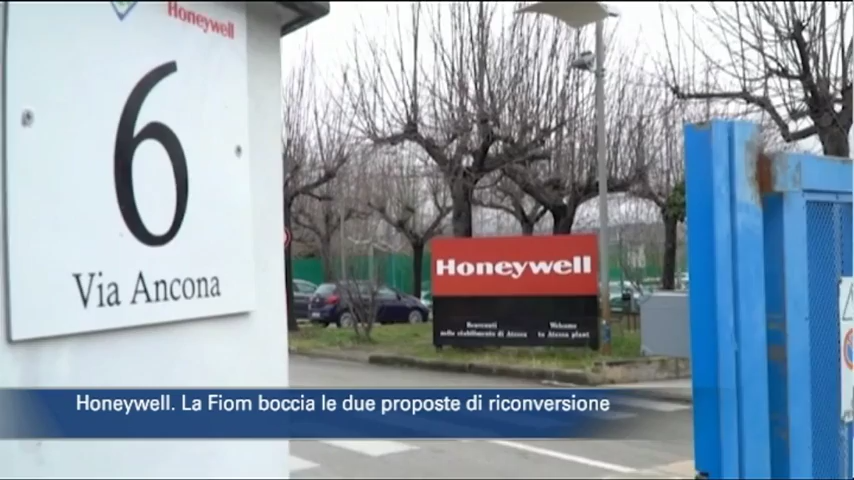 Honeywell
6
Via Ancona
Honeywell
Benvenuti
nello stabilimento di Atessa
Welcome
to Atessa plant
Honeywell. La Fiom boccia le due proposte di riconversione